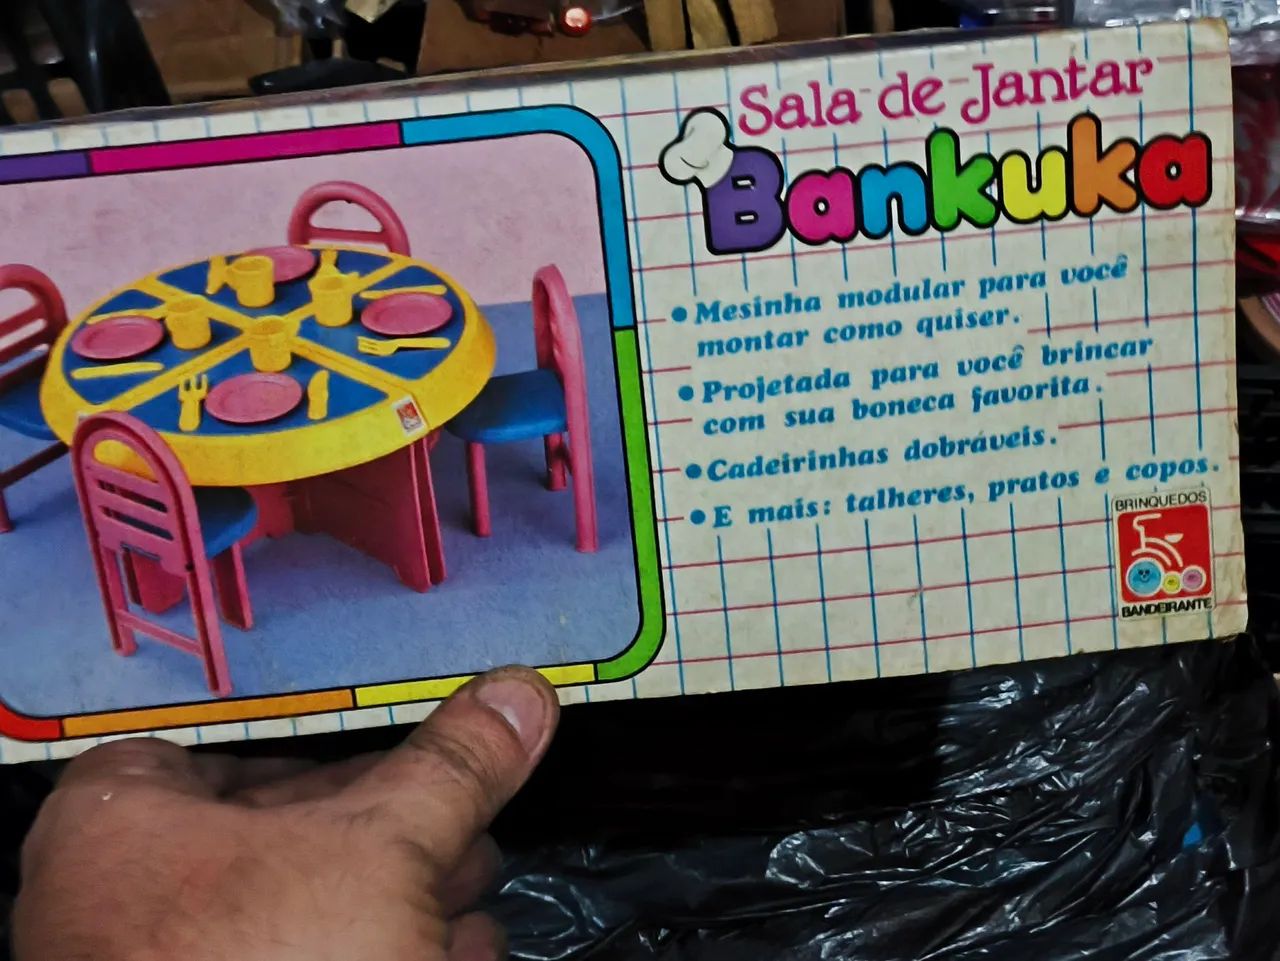 Sala-de-Jantar
Bankuka
• Mesinha modular para você
montar como quiser.
• Projetada para você brincar
com sua boneca favorita.
• Cadeirinhas dobráveis.
• E mais: talheres, pratos e copos.
BRINQUEDOS
BANDEIRANTE